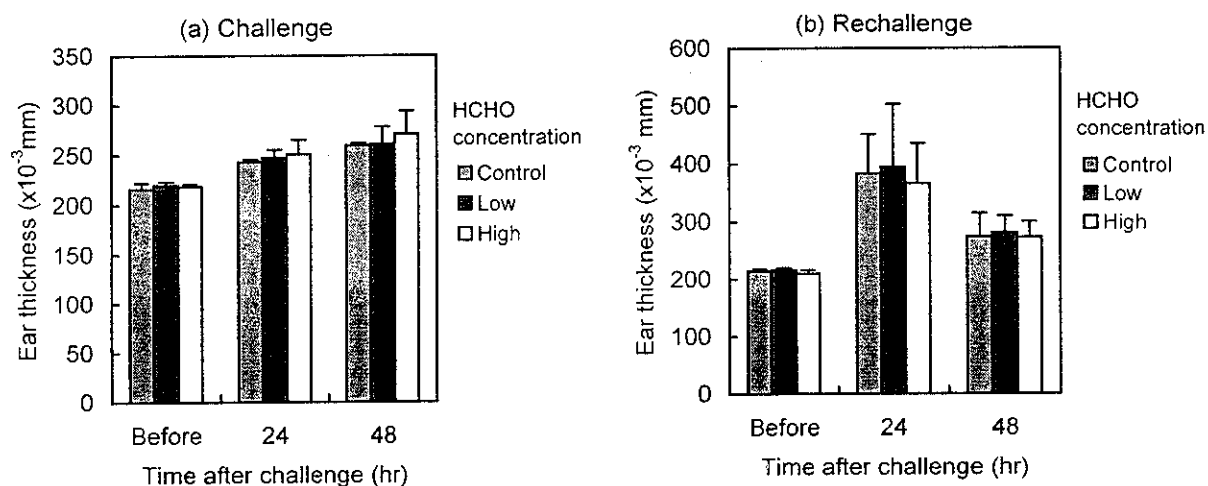 (a) Challenge
350
300
250
200
150
100
50
0
Ear thickness (x10⁻³ mm)
Before 24 48
Time after challenge (hr)
HCHO
concentration
Control
Low
High
(b) Rechallenge
600
500
400
300
200
100
0
Ear thickness (x10⁻³ mm)
Before 24 48
Time after challenge (hr)
HCHO
concentration
Control
Low
High